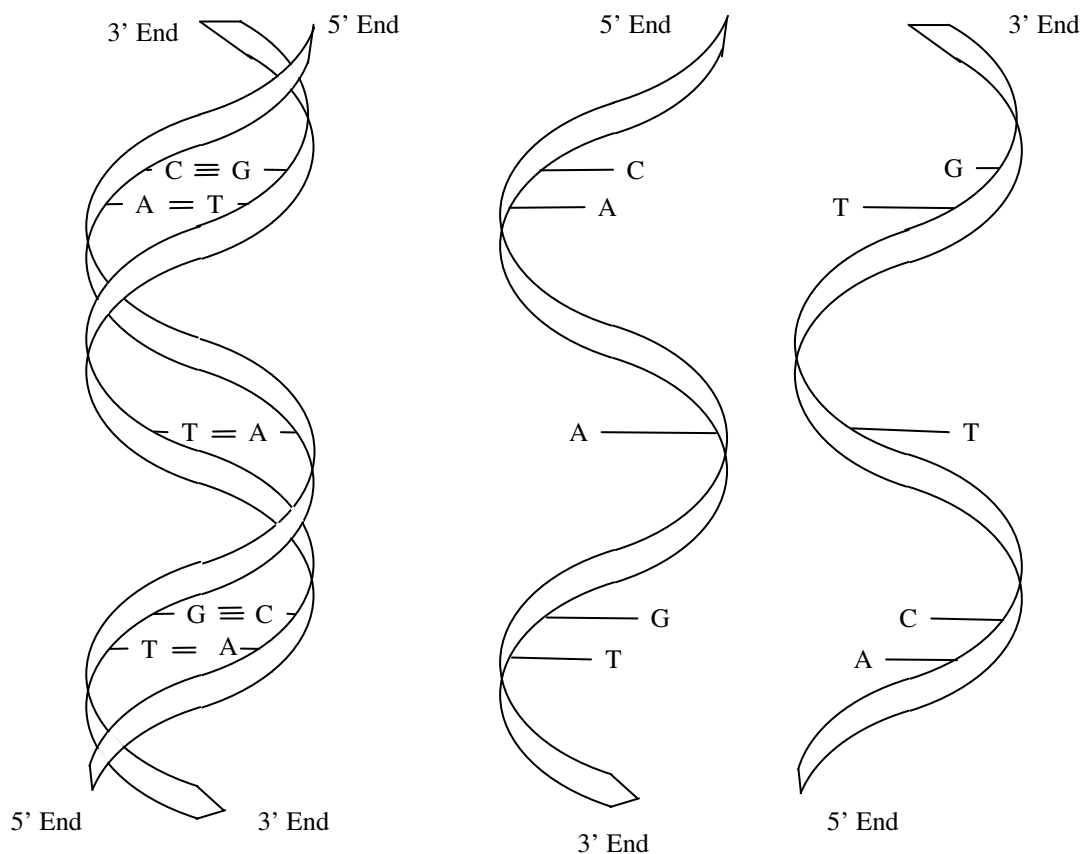 3’ End 5’ End
C ≡ G
A = T
T = A
G ≡ C
T = A
5’ End 3’ End
5’ End
C
A
A
G
T
3’ End
3’ End
G
T
T
C
A
5’ End